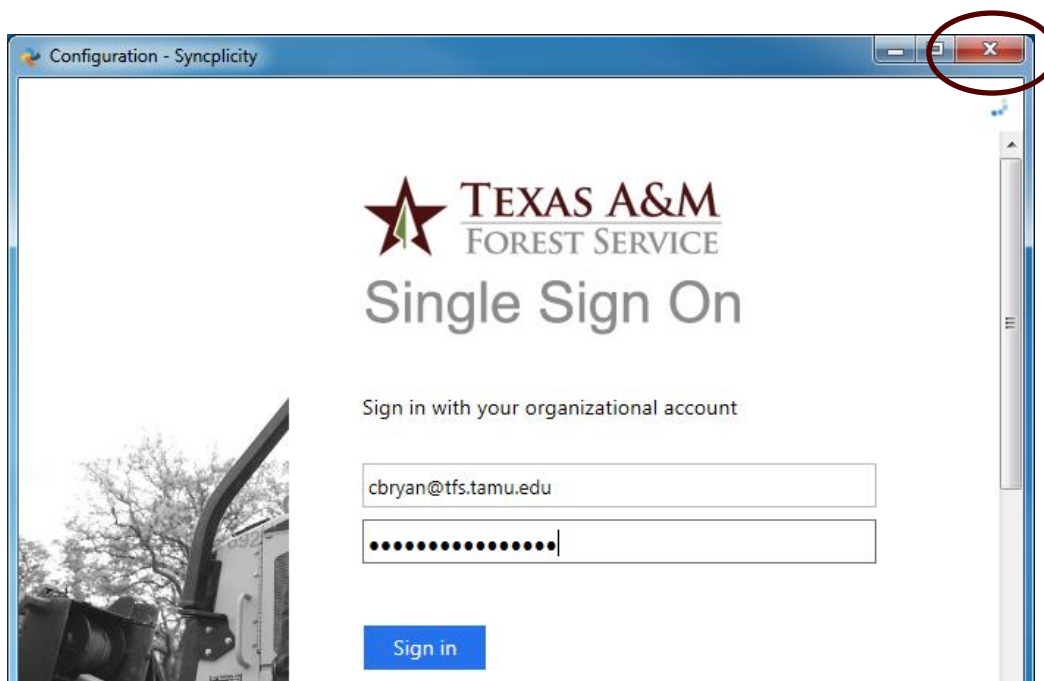 Configuration - Syncplicity
TEXAS A&M
FOREST SERVICE
Single Sign On
Sign in with your organizational account
cbryan@tfs.tamu.edu
●●●●●●●●●●●●●●●●
692
Sign in